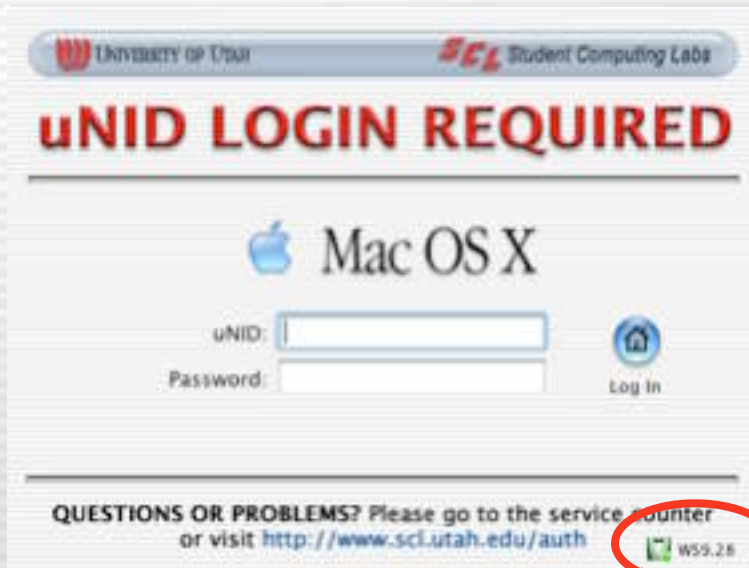 UNIVERSITY OF UTAH
SCL Student Computing Labs
uNID LOGIN REQUIRED
Mac OS X
uNID:
Password:
Log In
QUESTIONS OR PROBLEMS? Please go to the service counter
or visit http://www.scl.utah.edu/auth
WS9.28